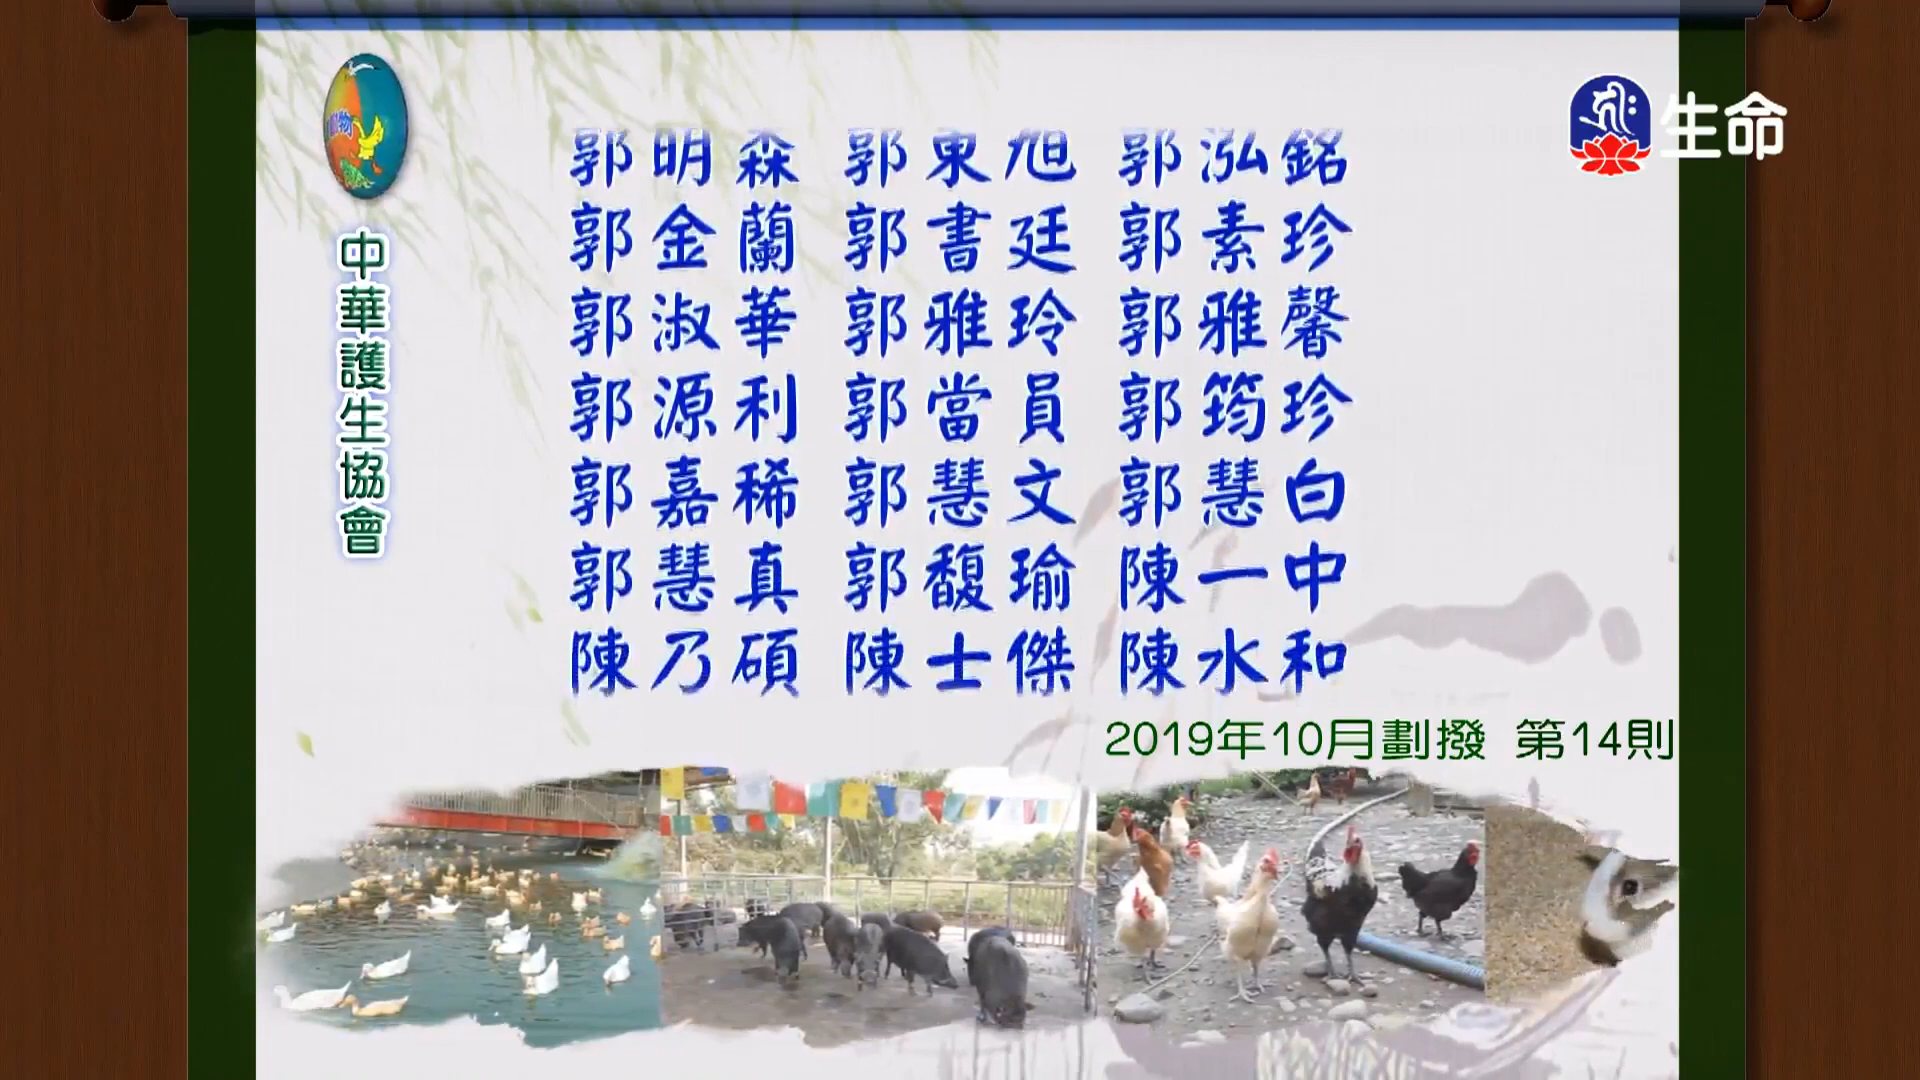 生命
動物
中華護生協會
郭明森 郭東旭 郭泓銘
郭金蘭 郭書廷 郭素珍
郭淑華 郭雅玲 郭雅馨
郭源利 郭當員 郭筠珍
郭嘉稀 郭慧文 郭慧白
郭慧真 郭馥瑜 陳一中
陳乃碩 陳士傑 陳水和
2019年10月劃撥 第14則